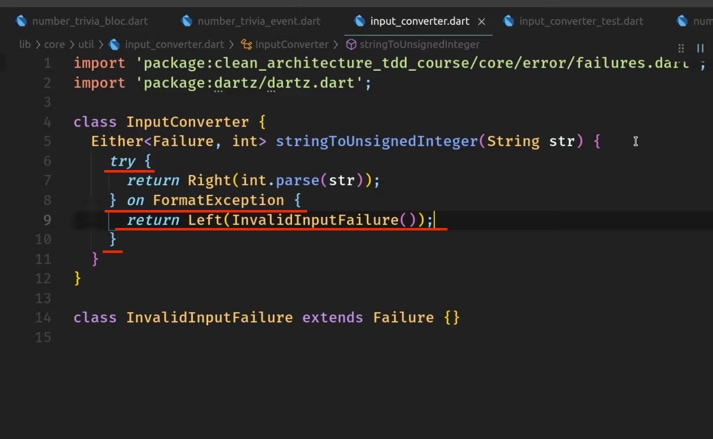 number_trivia_bloc.dart number_trivia_event.dart input_converter.dart × input_converter_test.dart
lib > core > util > input_converter.dart > InputConverter > stringToUnsignedInteger
1 import 'package:clean_architecture_tdd_course/core/error/failures.dart';
2 import 'package:dartz/dartz.dart';
3
4 class InputConverter {
5 Either<Failure, int> stringToUnsignedInteger(String str) {
6 try {
7 return Right(int.parse(str));
8 } on FormatException {
9 return Left(InvalidInputFailure());
10 }
11 }
12 }
13
14 class InvalidInputFailure extends Failure {}
15